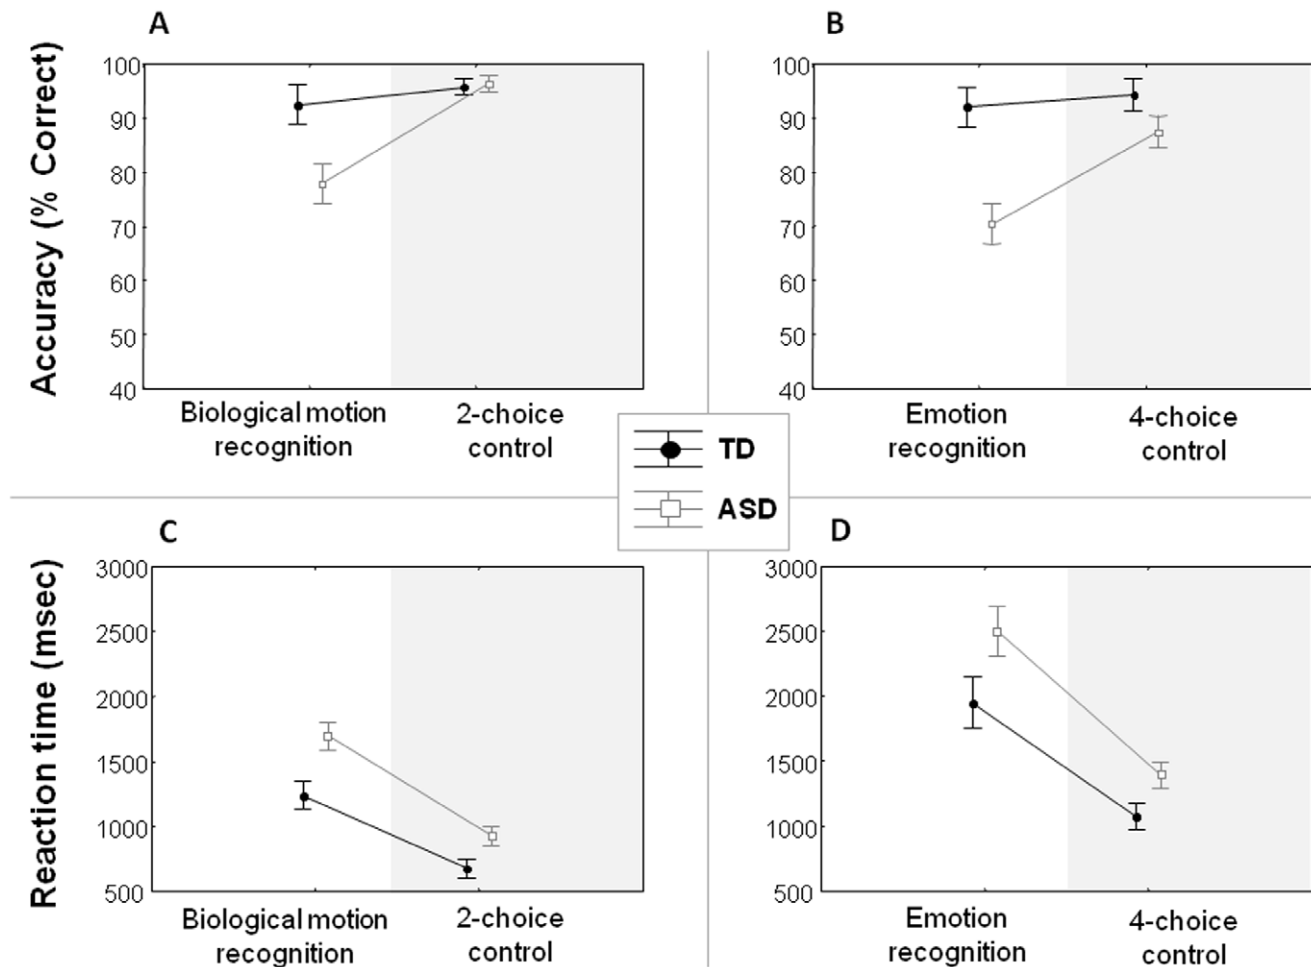 A
Accuracy (% Correct)
100
90
80
70
60
50
40
Biological motion
recognition
2-choice
control
B
100
90
80
70
60
50
40
Emotion
recognition
4-choice
control
TD
ASD
C
Reaction time (msec)
3000
2500
2000
1500
1000
500
Biological motion
recognition
2-choice
control
D
3000
2500
2000
1500
1000
500
Emotion
recognition
4-choice
control